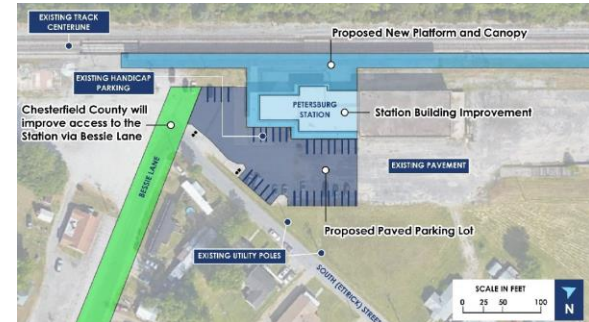 EXISTING TRACK
CENTERLINE
Proposed New Platform and Canopy
EXISTING HANDICAP
PARKING
Chesterfield County will
improve access to the
Station via Bessie Lane
PETERSBURG
STATION
Station Building Improvement
BESSIE LANE
EXISTING PAVEMENT
Proposed Paved Parking Lot
EXISTING UTILITY POLES
SOUTH (ETTRICK) STREET
SCALE IN FEET
0 25 50 100
N